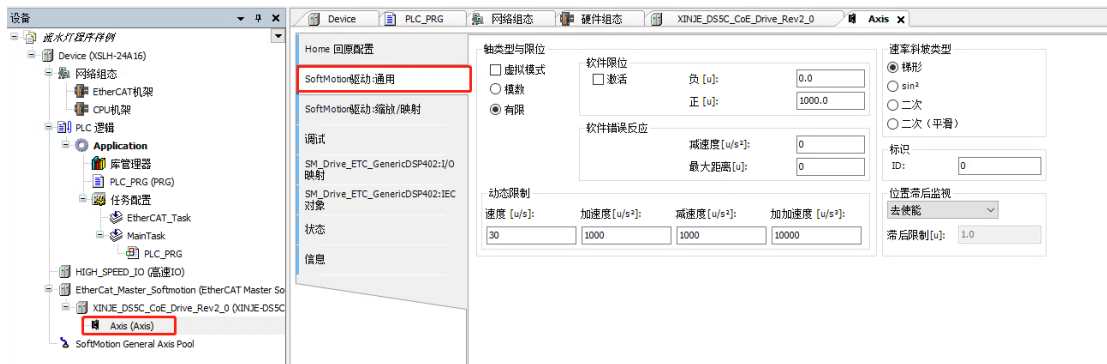 设备
流水灯程序样例
Device (XSLH-24A16)
网络组态
EtherCAT机架
CPU机架
PLC 逻辑
Application
库管理器
PLC_PRG (PRG)
任务配置
EtherCAT_Task
MainTask
PLC_PRG
HIGH_SPEED_IO (高速IO)
EtherCat_Master_Softmotion (EtherCAT Master So
XINJE_DS5C_CoE_Drive_Rev2_0 (XINJE-DS5C
Axis (Axis)
SoftMotion General Axis Pool
Device
PLC_PRG
网络组态
硬件组态
XINJE_DS5C_CoE_Drive_Rev2_0
Axis
Home 回原配置
SoftMotion驱动:通用
SoftMotion驱动:缩放/映射
调试
SM_Drive_ETC_GenericDSP402:I/O
映射
SM_Drive_ETC_GenericDSP402:IEC
对象
状态
信息
轴类型与限位
虚拟模式
模数
有限
软件限位
激活
负 [u]:
0.0
正 [u]:
1000.0
软件错误反应
减速度[u/s²]:
0
最大距离[u]:
0
动态限制
速度 [u/s]:
加速度[u/s²]:
减速度[u/s²]:
加加速度 [u/s³]:
30
1000
1000
10000
速率斜坡类型
梯形
sin²
二次
二次 (平滑)
标识
ID:
0
位置滞后监视
去使能
滞后限制[u]:
1.0